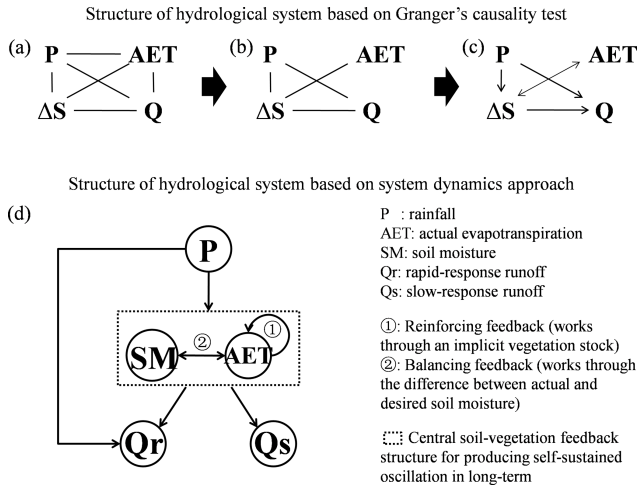 Structure of hydrological system based on Granger’s causality test
(a)
P
AET
ΔS
Q
(b)
P
AET
ΔS
Q
(c)
P
AET
ΔS
Q
Structure of hydrological system based on system dynamics approach
(d)
P
①
②
SM
AET
Qr
Qs
P : rainfall
AET: actual evapotranspiration
SM: soil moisture
Qr: rapid-response runoff
Qs: slow-response runoff
①: Reinforcing feedback (works
through an implicit vegetation stock)
②: Balancing feedback (works through
the difference between actual and
desired soil moisture)
Central soil-vegetation feedback
structure for producing self-sustained
oscillation in long-term